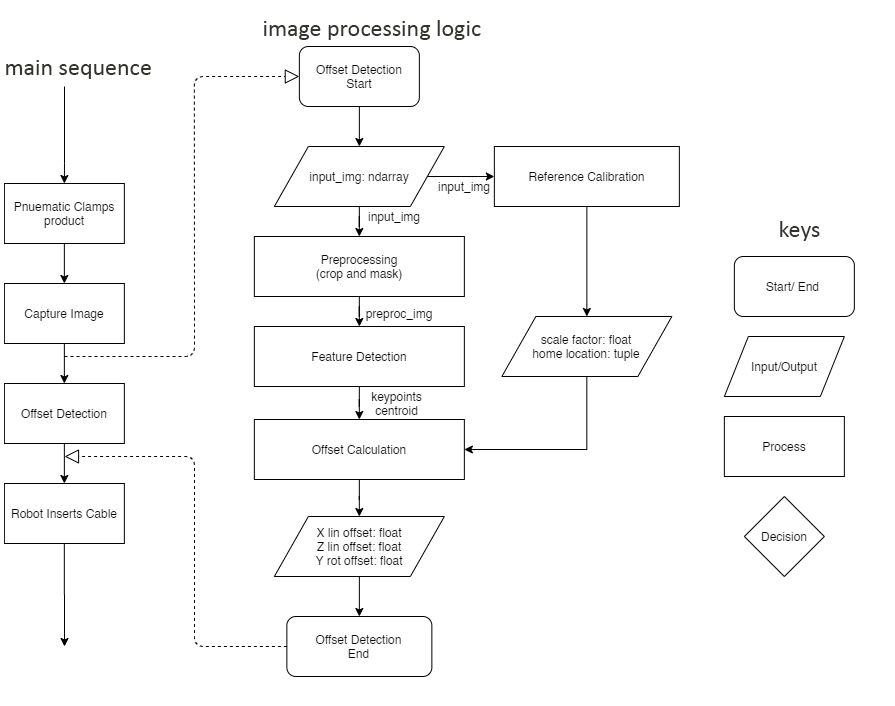 image processing logic
main sequence
Offset Detection
Start
input_img: ndarray
input_img
Reference Calibration
input_img
Pnuematic Clamps
product
Preprocessing
(crop and mask)
Capture Image
preproc_img
Feature Detection
scale factor: float
home location: tuple
keypoints
centroid
Offset Detection
Offset Calculation
Robot Inserts Cable
X lin offset: float
Z lin offset: float
Y rot offset: float
Offset Detection
End
keys
Start/ End
Input/Output
Process
Decision